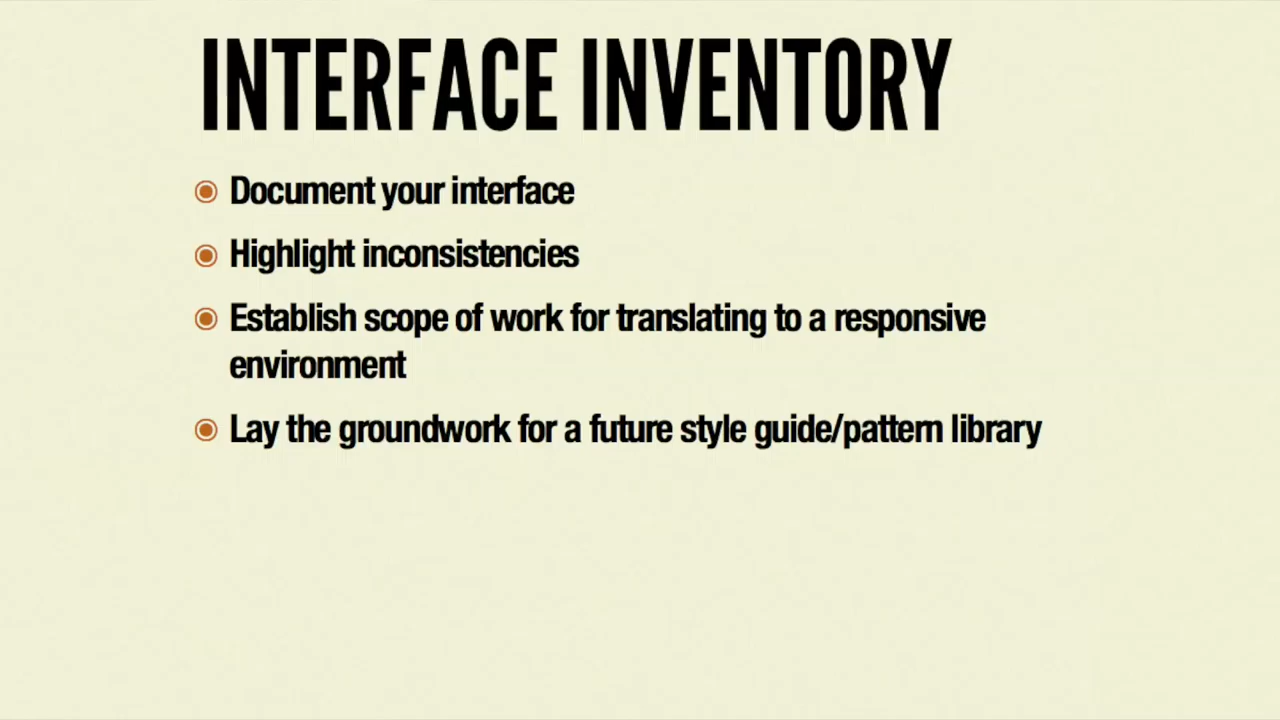 INTERFACE INVENTORY
Document your interface
Highlight inconsistencies
Establish scope of work for translating to a responsive
environment
Lay the groundwork for a future style guide/pattern library